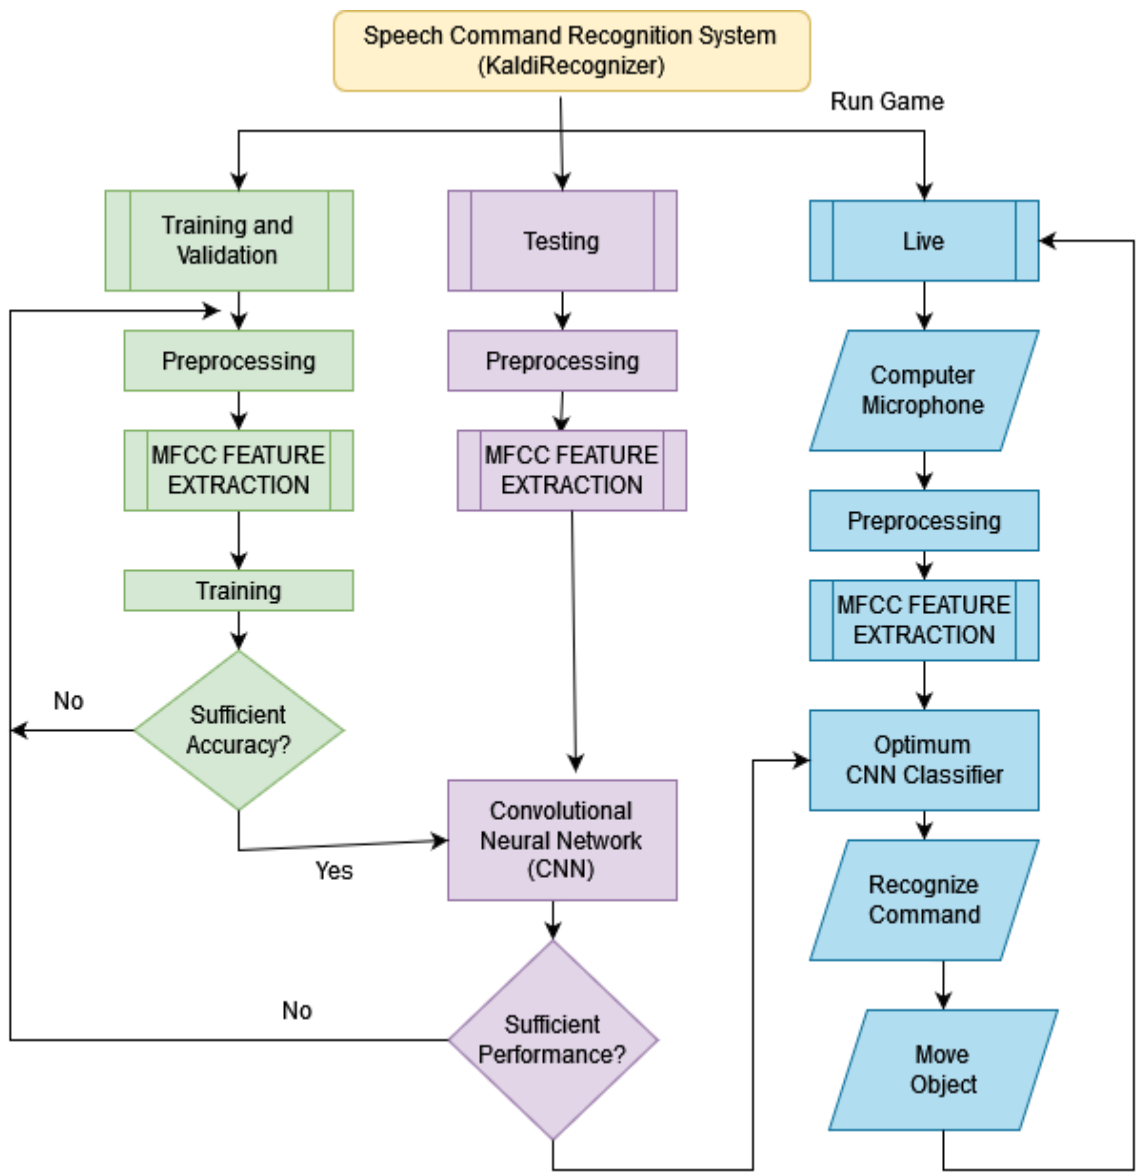 Speech Command Recognition System
(KaldiRecognizer)
Run Game
Training and
Validation
Preprocessing
MFCC FEATURE
EXTRACTION
Training
Sufficient
Accuracy?
No
Yes
Testing
Preprocessing
MFCC FEATURE
EXTRACTION
Convolutional
Neural Network
(CNN)
Sufficient
Performance?
No
Live
Computer
Microphone
Preprocessing
MFCC FEATURE
EXTRACTION
Optimum
CNN Classifier
Recognize
Command
Move
Object